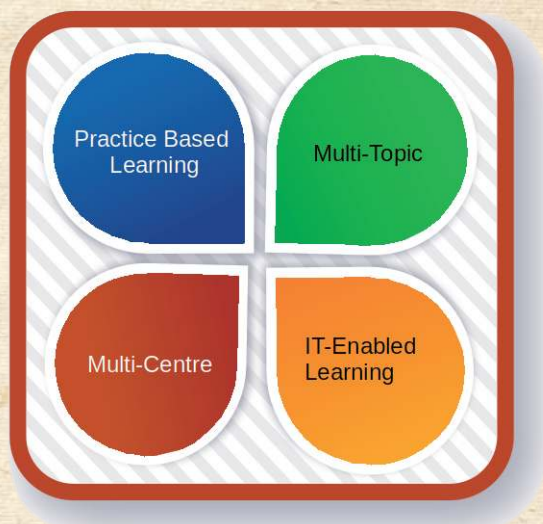 Practice Based
Learning
Multi-Topic
Multi-Centre
IT-Enabled
Learning